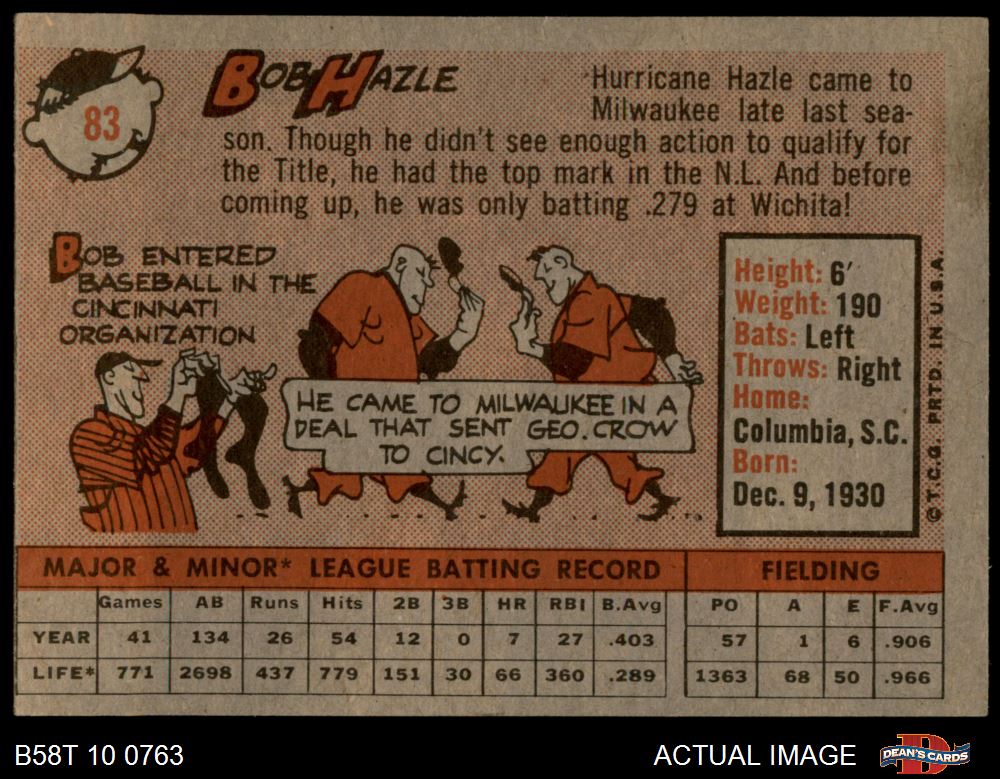 83
BOB HAZLE
Hurricane Hazle came to
Milwaukee late last sea-
son. Though he didn't see enough action to qualify for
the Title, he had the top mark in the N.L. And before
coming up, he was only batting .279 at Wichita!
BOB ENTERED
BASEBALL IN THE
CINCINNATI
ORGANIZATION
HE CAME TO MILWAUKEE IN A
DEAL THAT SENT GEO. CROW
TO CINCY.
Height: 6'
Weight: 190
Bats: Left
Throws: Right
Home:
Columbia, S.C.
Born:
Dec. 9, 1930
© T.C.G. PRTD. IN U.S.A.
MAJOR & MINOR* LEAGUE BATTING RECORD FIELDING
Games AB Runs Hits 2B 3B HR RBI B.Avg PO A E F.Avg
YEAR 41 134 26 54 12 0 7 27 .403 57 1 6 .906
LIFE* 771 2698 437 779 151 30 66 360 .289 1363 68 50 .966
B58T 10 0763 ACTUAL IMAGE DEAN'S CARDS